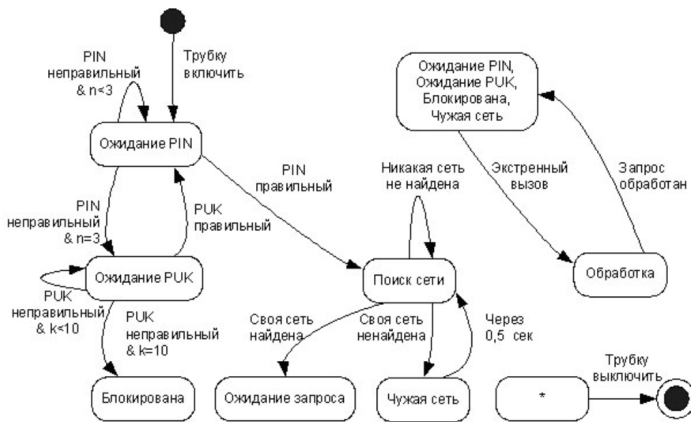 PIN
неправильный
& n<3
Трубку
включить
Ожидание PIN
PIN
неправильный
& n=3
PUK
правильный
PIN
правильный
Ожидание PUK
PUK
неправильный
& k<10
PUK
неправильный
& k=10
Блокирована
Никакая сеть
не найдена
Поиск сети
Своя сеть
найдена
Своя сеть
ненайдена
Через
0,5 сек
Ожидание запроса
Чужая сеть
Ожидание PIN,
Ожидание PUK,
Блокирована,
Чужая сеть
Экстренный
вызов
Запрос
обработан
Обработка
*
Трубку
выключить